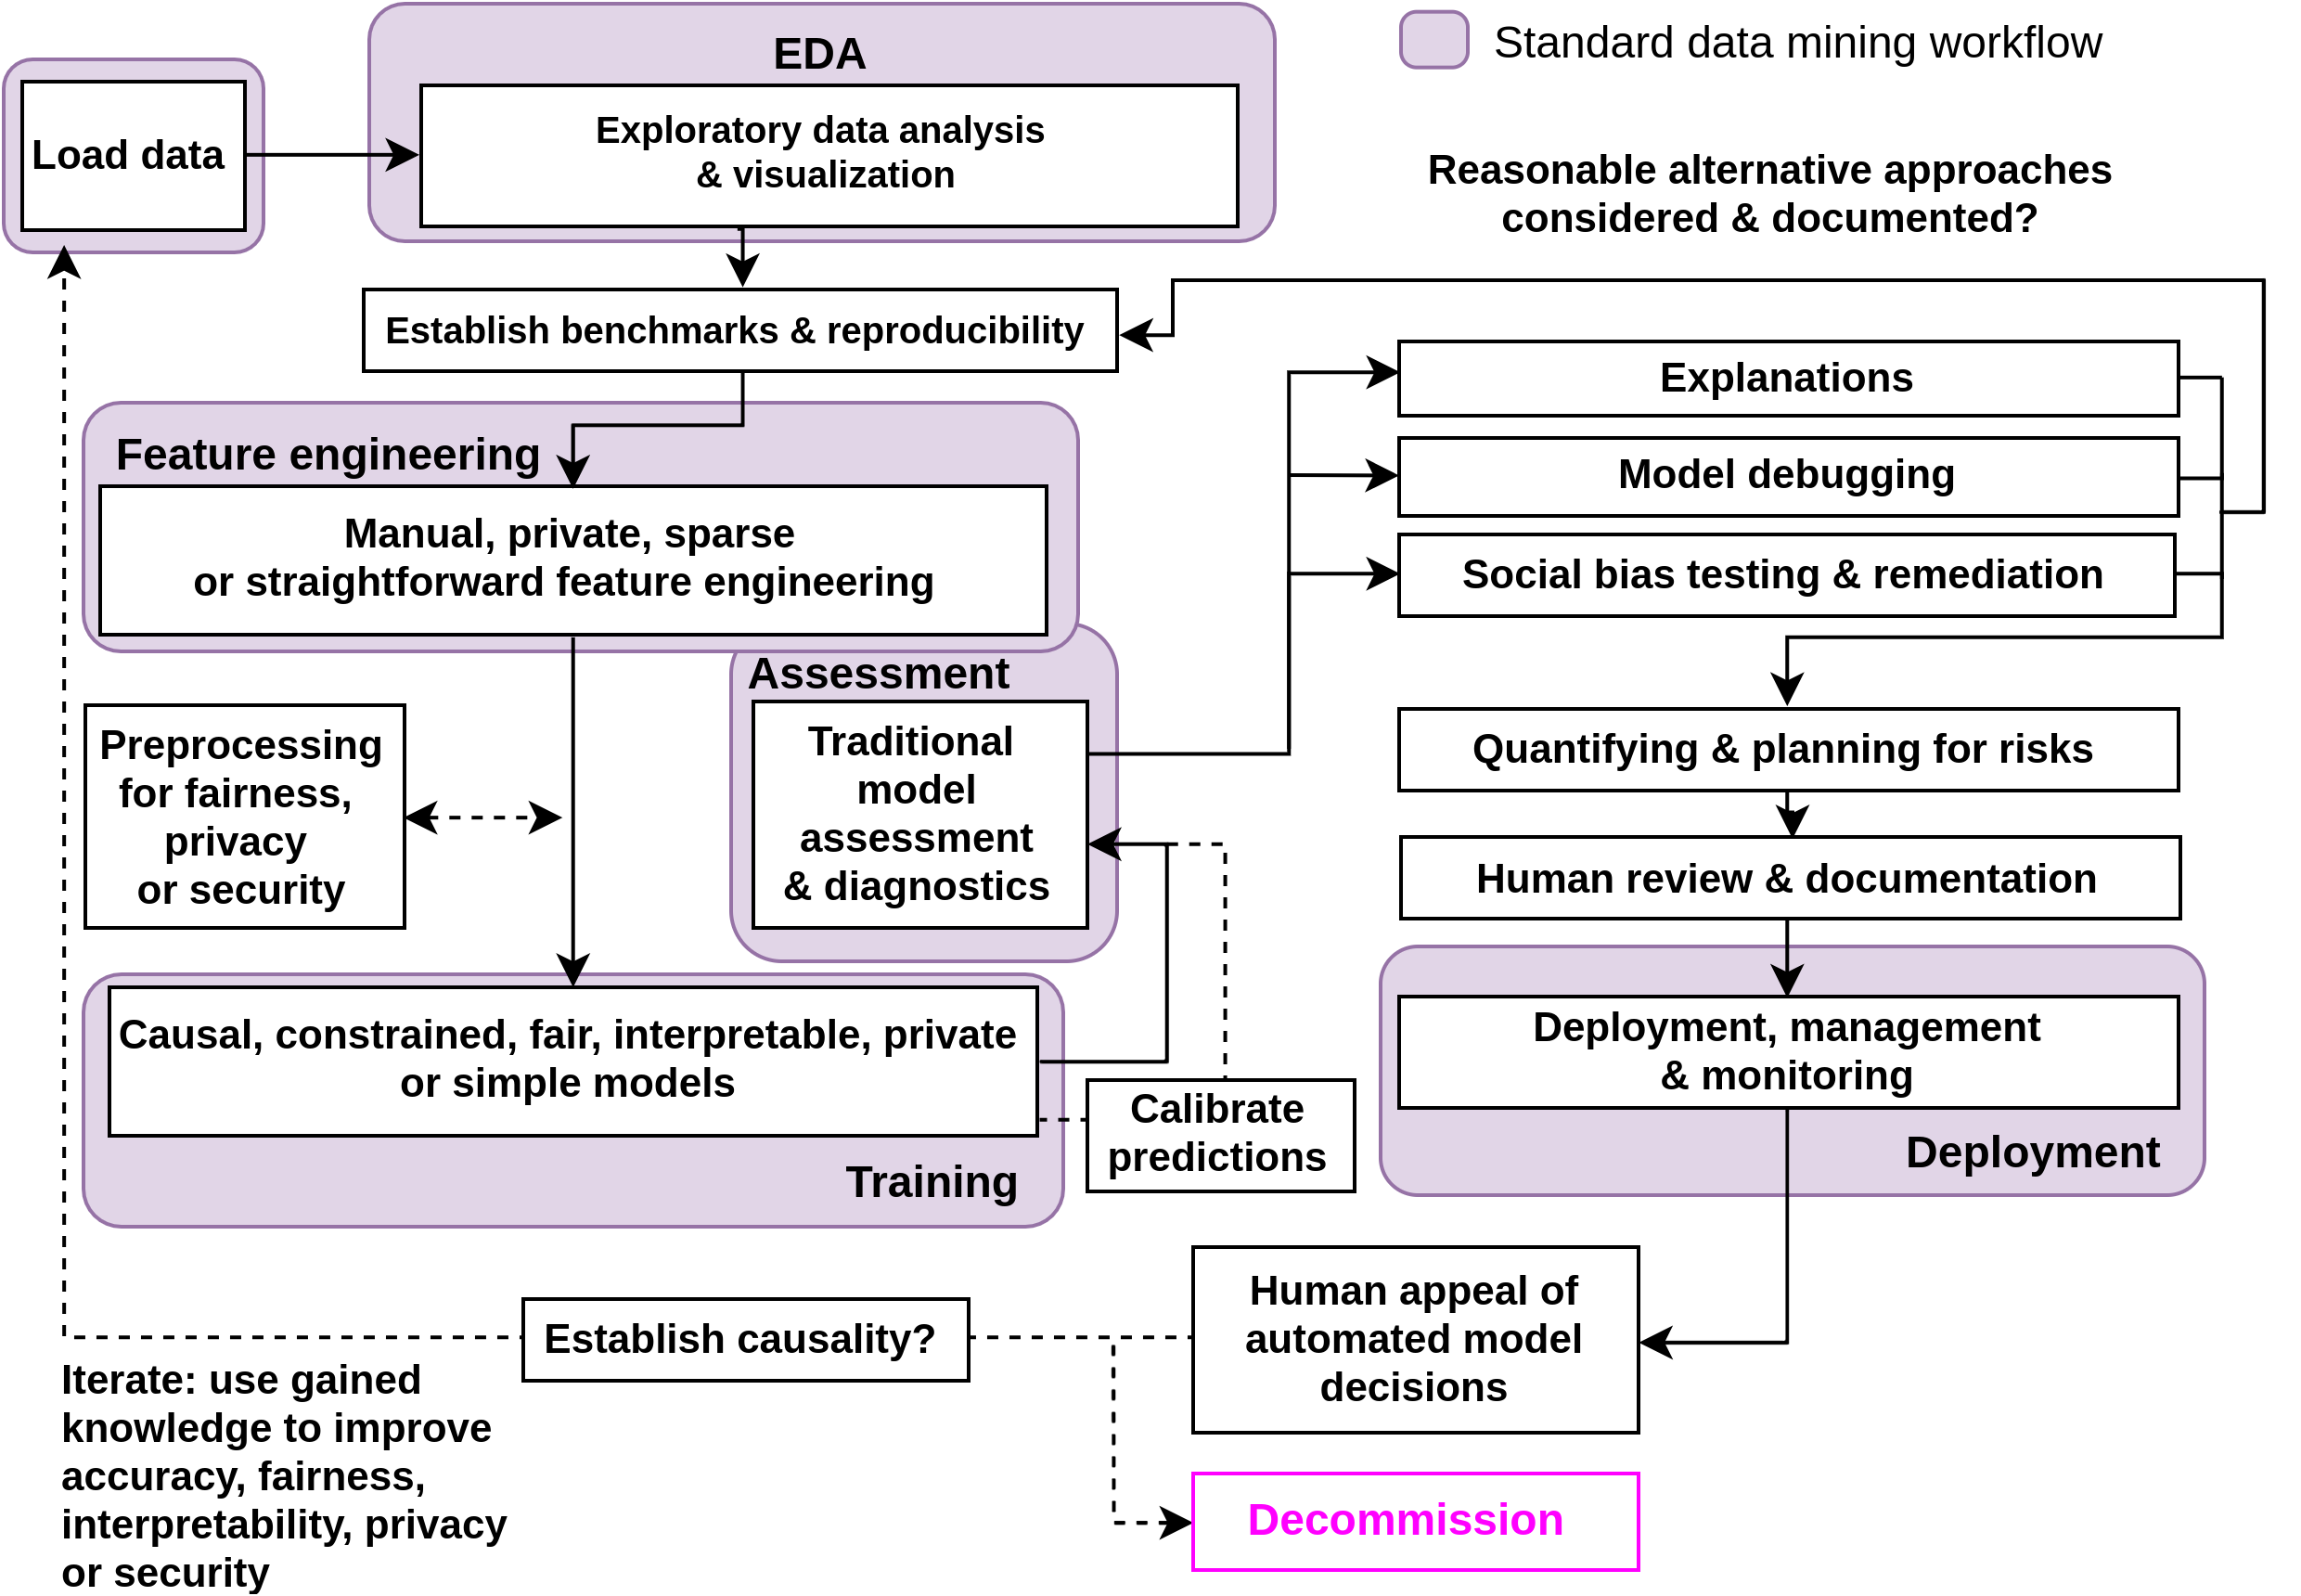 EDA
Standard data mining workflow
Load data
Exploratory data analysis
& visualization
Reasonable alternative approaches
considered & documented?
Establish benchmarks & reproducibility
Explanations
Model debugging
Social bias testing & remediation
Feature engineering
Manual, private, sparse
or straightforward feature engineering
Assessment
Traditional
model
assessment
& diagnostics
Preprocessing
for fairness,
privacy
or security
Quantifying & planning for risks
Human review & documentation
Causal, constrained, fair, interpretable, private
or simple models
Training
Calibrate
predictions
Deployment, management
& monitoring
Deployment
Human appeal of
automated model
decisions
Establish causality?
Iterate: use gained
knowledge to improve
accuracy, fairness,
interpretability, privacy
or security
Decommission